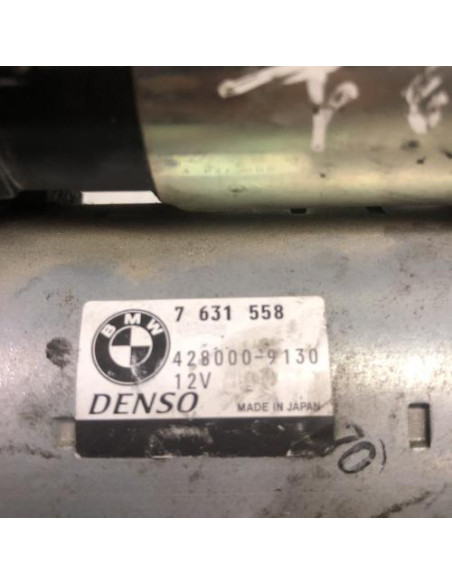 BMW
7 631 558
428000-9130
12V
DENSO MADE IN JAPAN